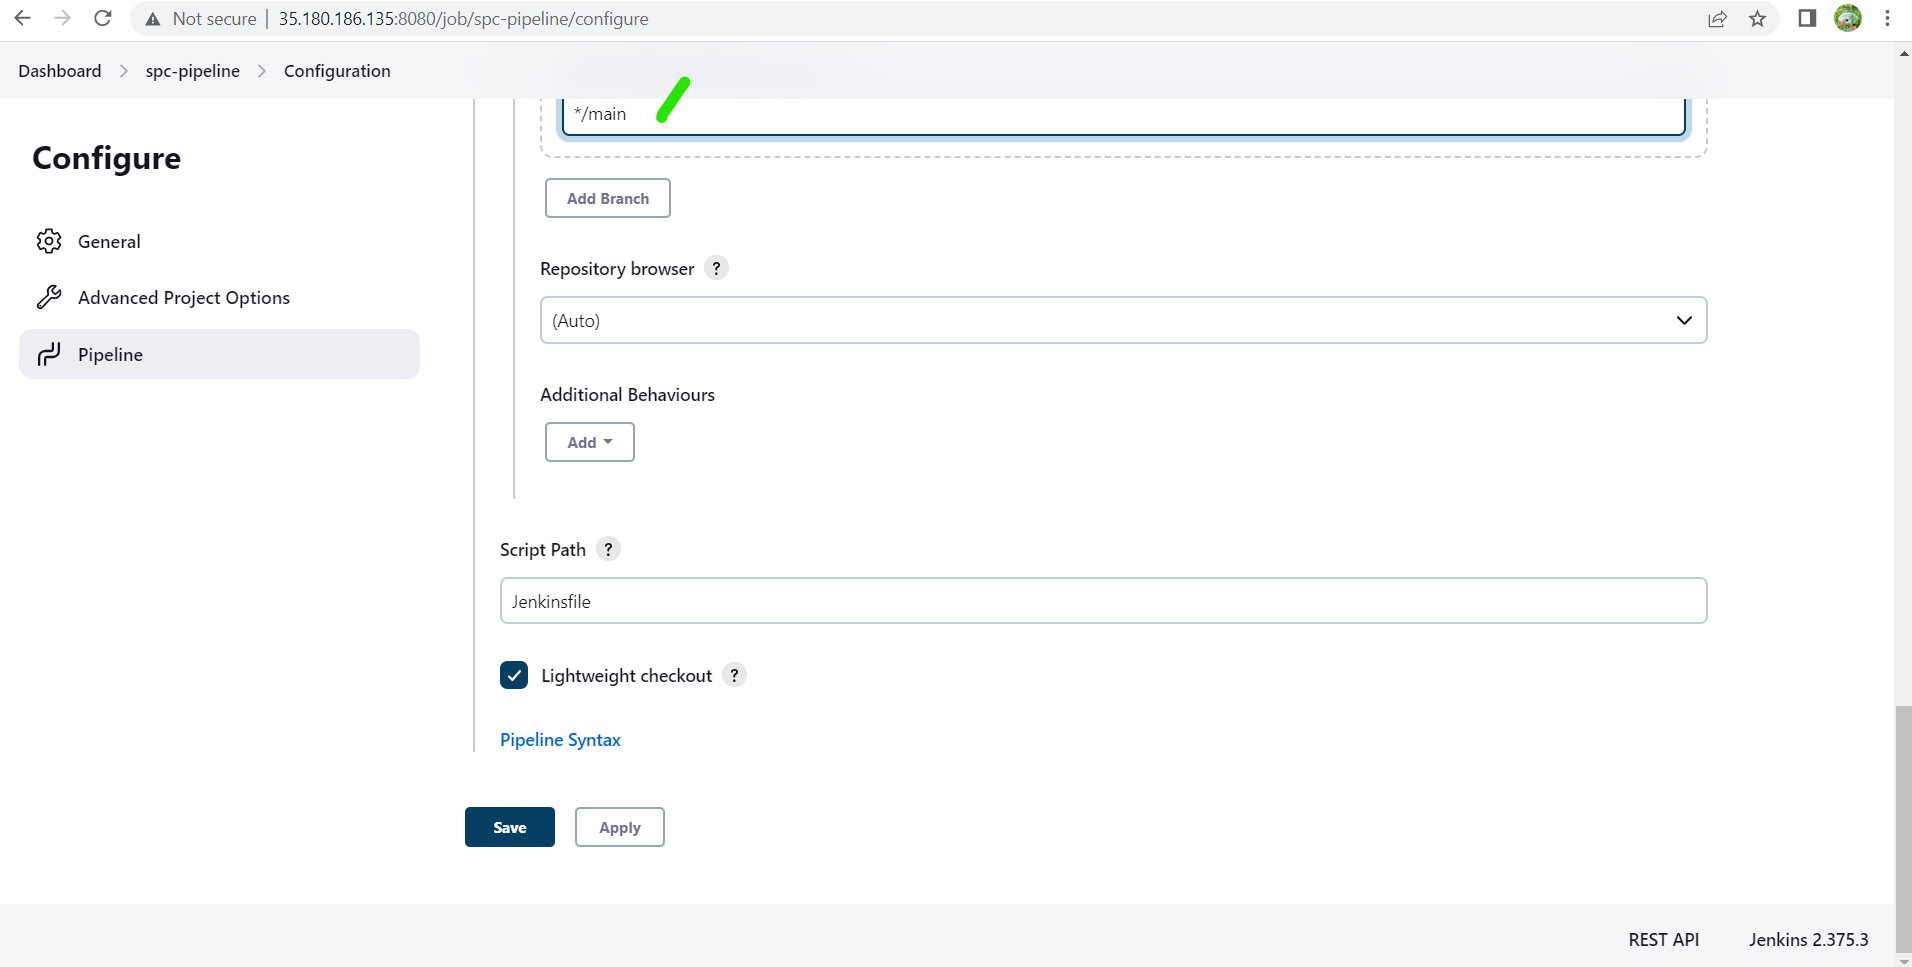 Not secure | 35.180.186.135:8080/job/spc-pipeline/configure
Dashboard > spc-pipeline > Configuration
Configure
General
Advanced Project Options
Pipeline
*/main
Add Branch
Repository browser ?
(Auto)
Additional Behaviours
Add
Script Path ?
Jenkinsfile
Lightweight checkout ?
Pipeline Syntax
Save Apply
REST API Jenkins 2.375.3